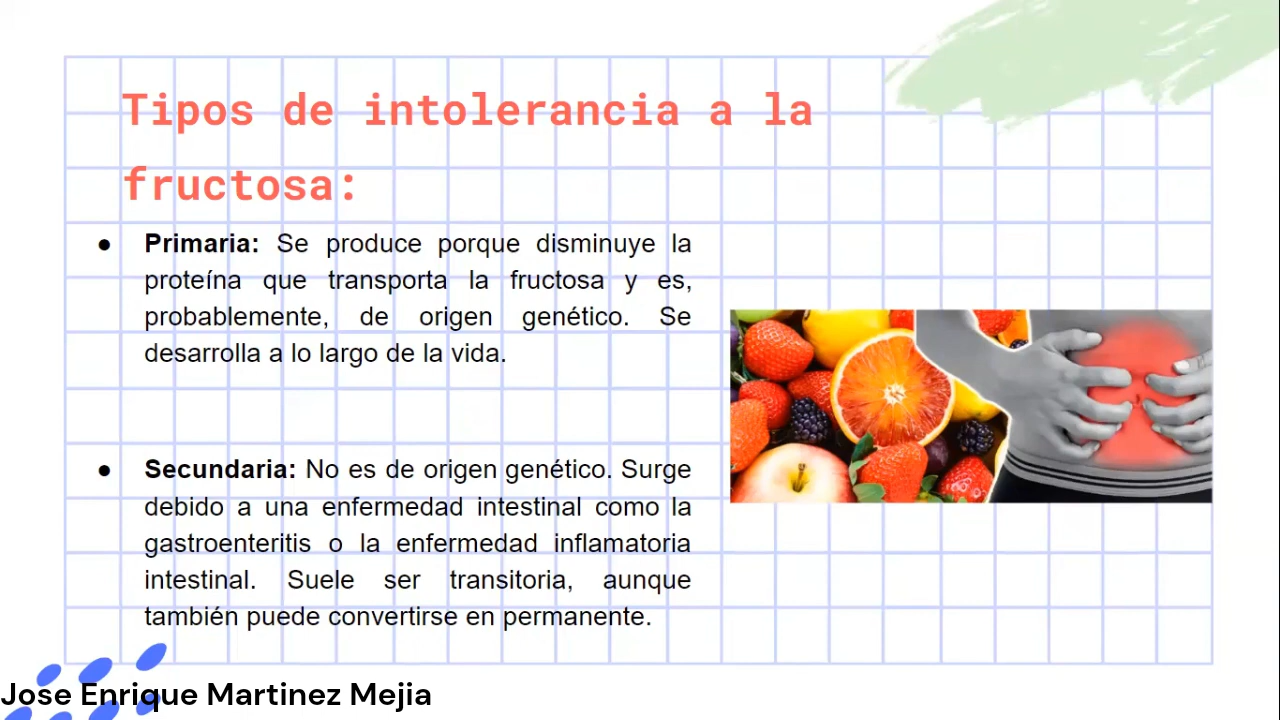 Tipos de intolerancia a la
fructosa:
● Primaria: Se produce porque disminuye la
proteína que transporta la fructosa y es,
probablemente, de origen genético. Se
desarrolla a lo largo de la vida.
● Secundaria: No es de origen genético. Surge
debido a una enfermedad intestinal como la
gastroenteritis o la enfermedad inflamatoria
intestinal. Suele ser transitoria, aunque
también puede convertirse en permanente.
Jose Enrique Martinez Mejia